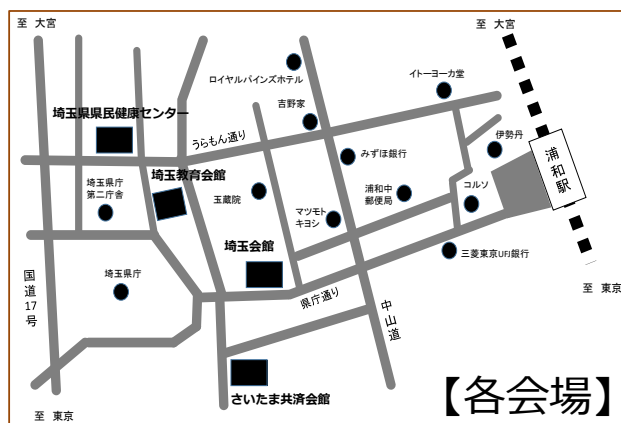 至 大宮
至 大宮
ロイヤルパインズホテル
イトーヨーカ堂
吉野家
埼玉県県民健康センター
うらもん通り
伊勢丹
浦和駅
みずほ銀行
埼玉教育会館
埼玉県庁
第二庁舎
玉蔵院
浦和中
郵便局
コルソ
マツモト
キヨシ
埼玉会館
三菱東京UFJ銀行
埼玉県庁
国道17号
県庁通り
中山道
至 東京
さいたま共済会館
【各会場】
至 東京